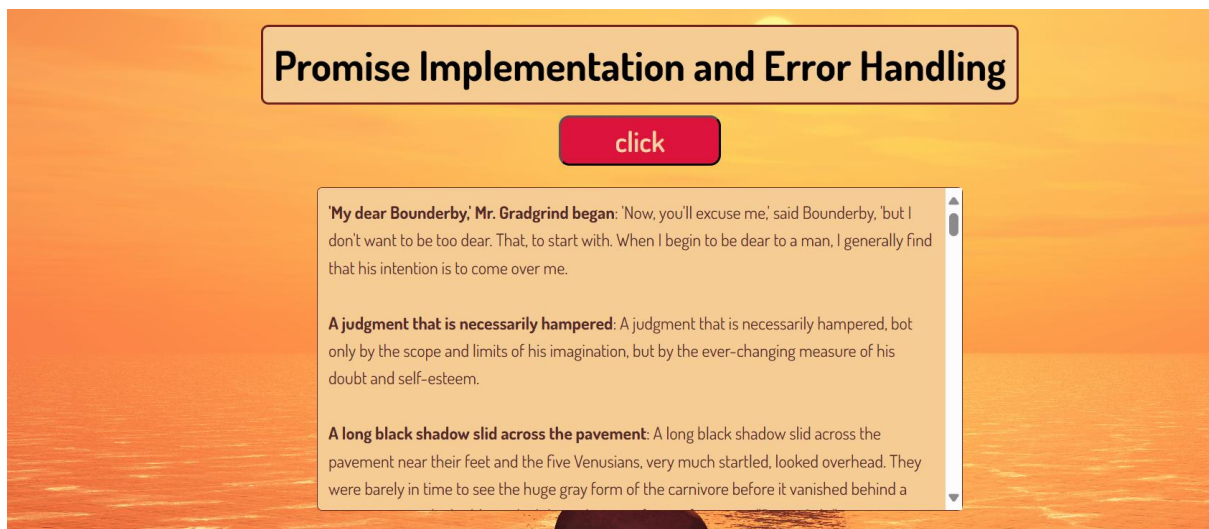 Promise Implementation and Error Handling
click
'My dear Bounderby,' Mr. Gradgrind began: 'Now, you'll excuse me,' said Bounderby, 'but I
don't want to be too dear. That, to start with. When I begin to be dear to a man, I generally find
that his intention is to come over me.
A judgment that is necessarily hampered: A judgment that is necessarily hampered, bot
only by the scope and limits of his imagination, but by the ever-changing measure of his
doubt and self-esteem.
A long black shadow slid across the pavement: A long black shadow slid across the
pavement near their feet and the five Venusians, very much startled, looked overhead. They
were barely in time to see the huge gray form of the carnivore before it vanished behind a